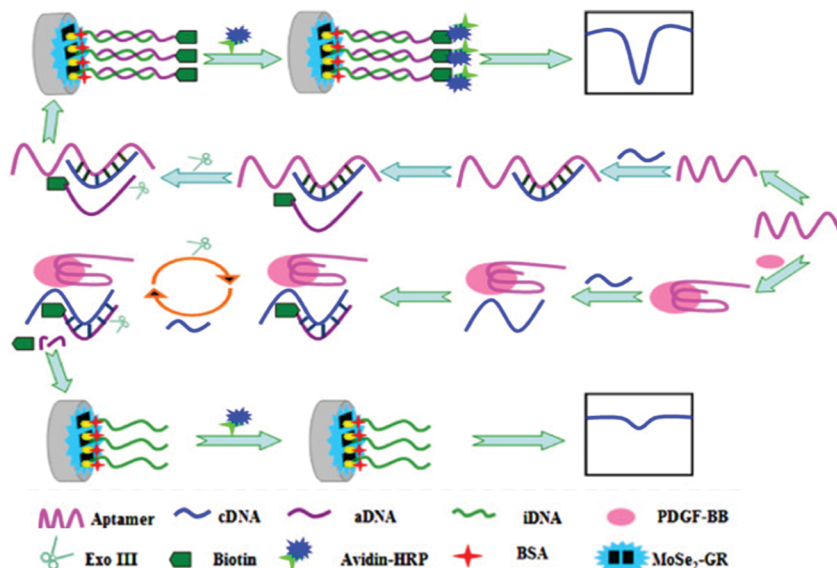 Aptamer cDNA aDNA iDNA PDGF-BB
Exo III Biotin Avidin-HRP BSA MoSe₂-GR